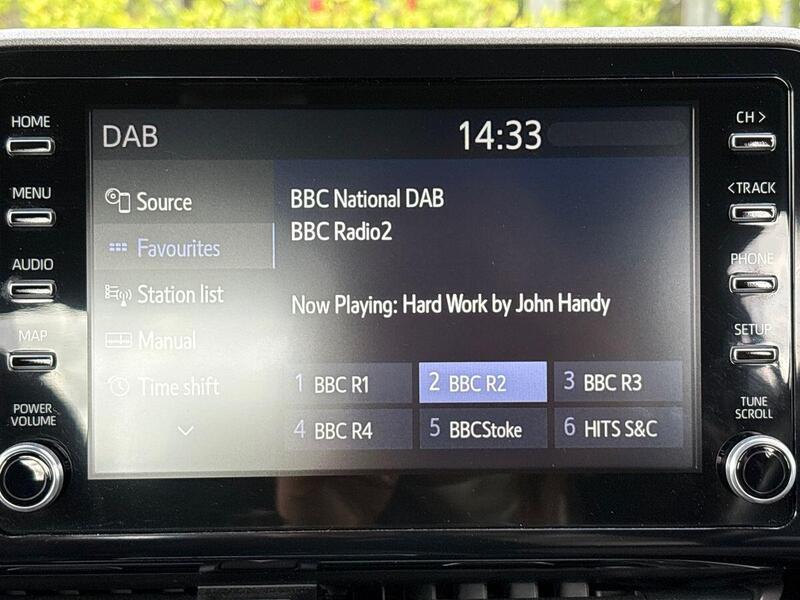 HOME
MENU
AUDIO
MAP
POWER
VOLUME
DAB
14:33
Source
Favourites
Station list
Manual
Time shift
BBC National DAB
BBC Radio2
Now Playing: Hard Work by John Handy
1 BBC R1
2 BBC R2
3 BBC R3
4 BBC R4
5 BBCStoke
6 HITS S&C
CH >
<TRACK
PHONE
SETUP
TUNE
SCROLL